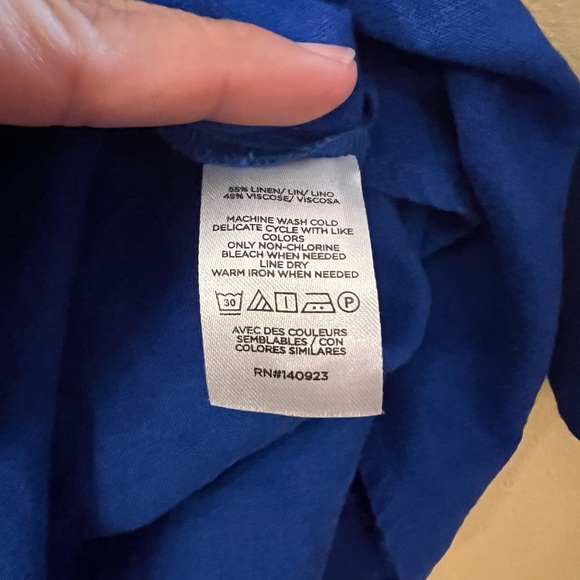 55% LINEN/ LIN/ LINO
45% VISCOSE/ VISCOSA
MACHINE WASH COLD
DELICATE CYCLE WITH LIKE
COLORS
ONLY NON-CHLORINE
BLEACH WHEN NEEDED
LINE DRY
WARM IRON WHEN NEEDED
30 P
AVEC DES COULEURS
SEMBLABLES / CON
COLORES SIMILARES
RN#140923